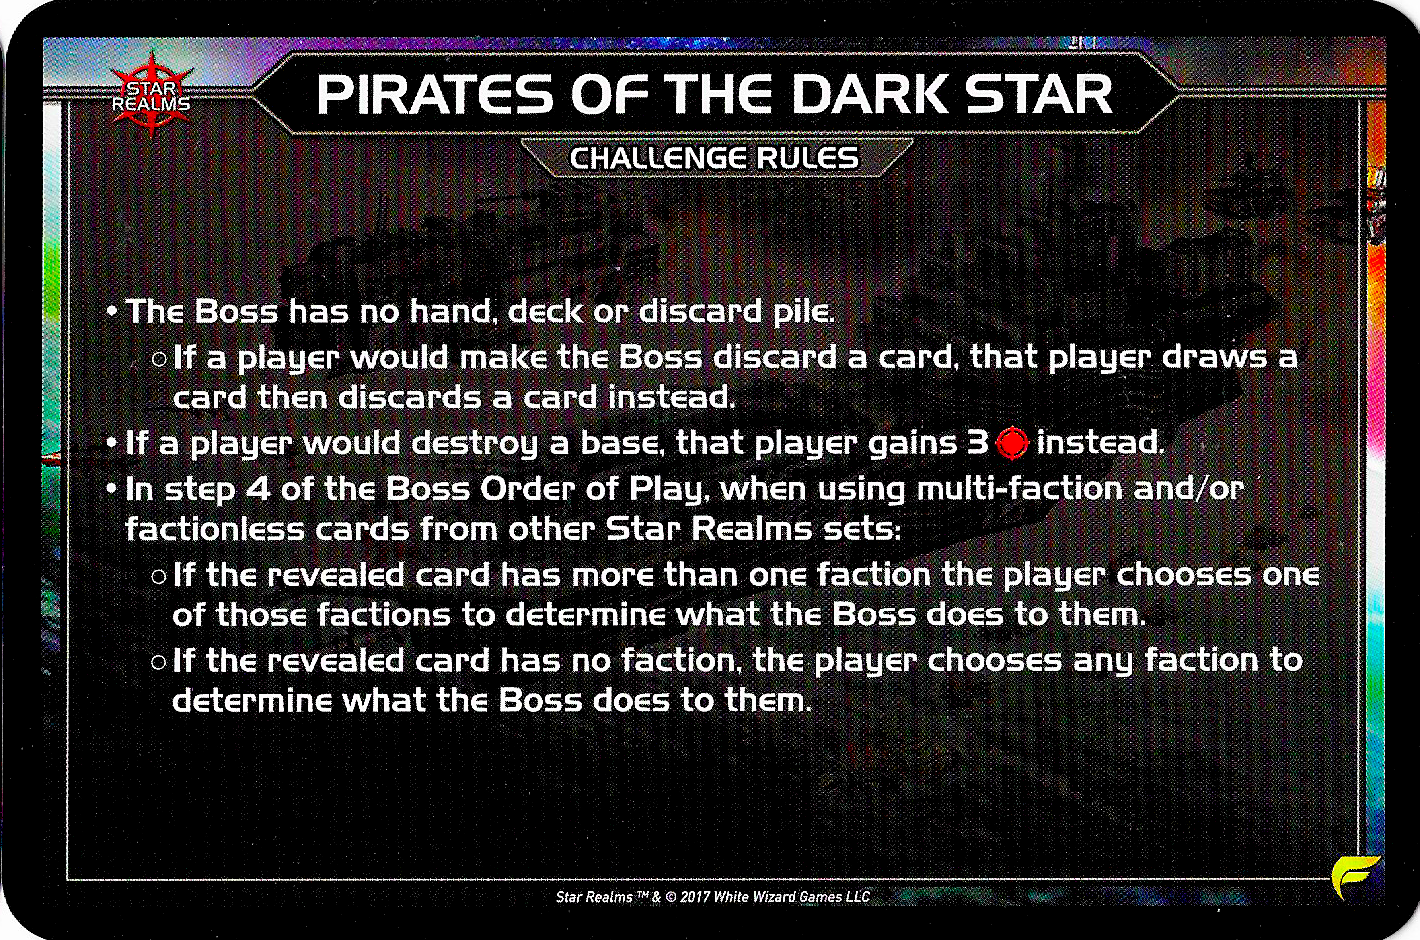 STAR
REALMS
PIRATES OF THE DARK STAR
CHALLENGE RULES
• The Boss has no hand, deck or discard pile.
○ If a player would make the Boss discard a card, that player draws a
card then discards a card instead.
• If a player would destroy a base, that player gains 3 instead.
• In step 4 of the Boss Order of Play, when using multi-faction and/or
factionless cards from other Star Realms sets:
○ If the revealed card has more than one faction the player chooses one
of those factions to determine what the Boss does to them.
○ If the revealed card has no faction, the player chooses any faction to
determine what the Boss does to them.
Star Realms ™ & © 2017 White Wizard Games LLC